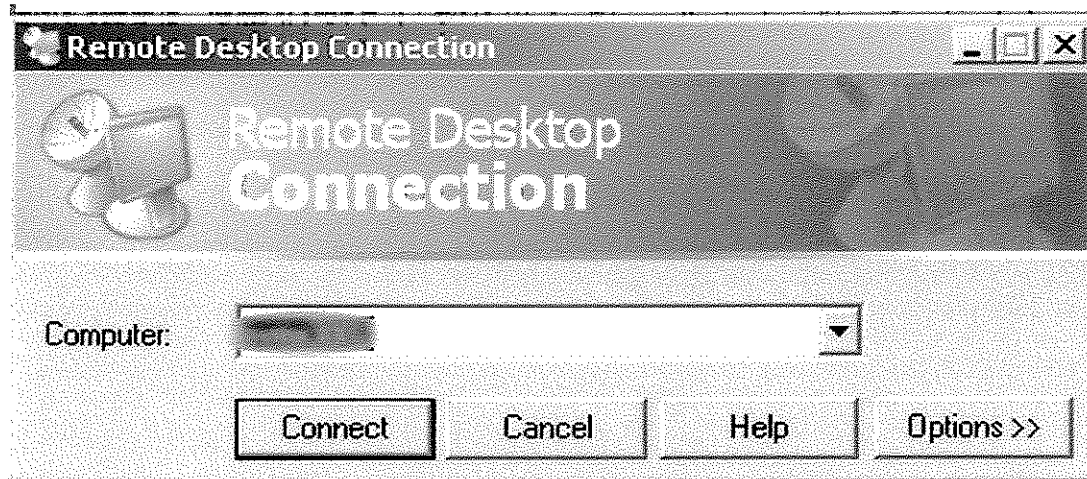 Remote Desktop Connection
Remote Desktop
Connection
Computer:
Connect Cancel Help Options >>